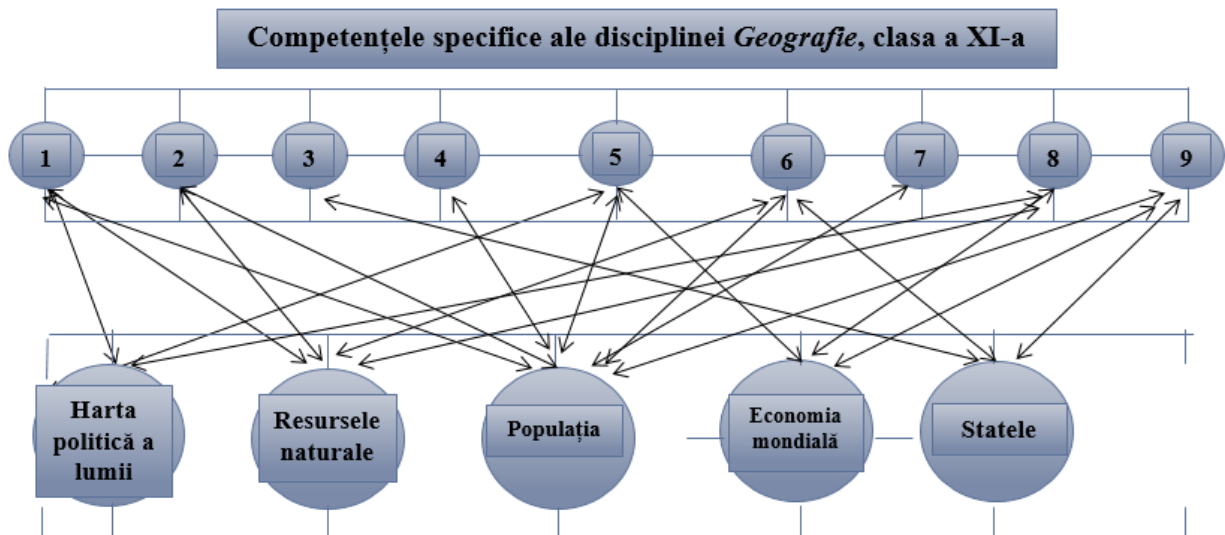 Competențele specifice ale disciplinei Geografie, clasa a XI-a
1 2 3 4 5 6 7 8 9
Harta
politică a
lumii
Resursele
naturale
Populația
Economia
mondială
Statele